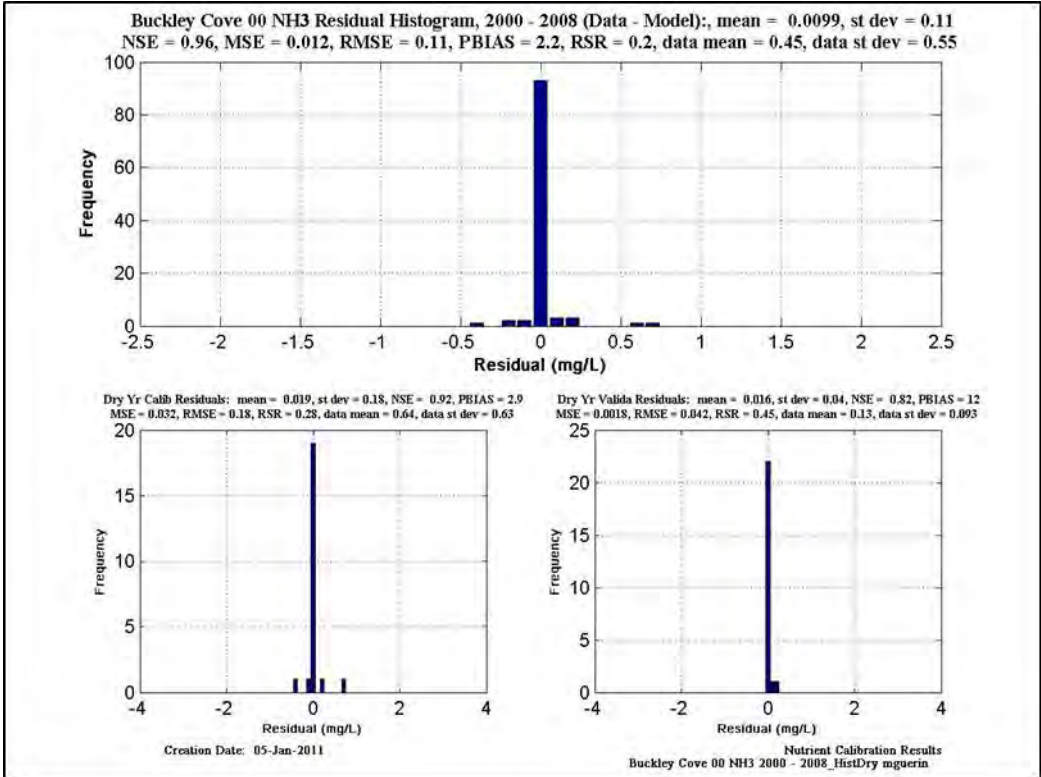 Buckley Cove 00 NH3 Residual Histogram, 2000 - 2008 (Data - Model):, mean = 0.0099, st dev = 0.11
NSE = 0.96, MSE = 0.012, RMSE = 0.11, PBIAS = 2.2, RSR = 0.2, data mean = 0.45, data st dev = 0.55
100
80
60
40
20
0
Frequency
-2.5 -2 -1.5 -1 -0.5 0 0.5 1 1.5 2 2.5
Residual (mg/L)
Dry Yr Calib Residuals: mean = 0.019, st dev = 0.18, NSE = 0.92, PBIAS = 2.9
MSE = 0.032, RMSE = 0.18, RSR = 0.28, data mean = 0.64, data st dev = 0.63
20
15
10
5
0
Frequency
-4 -2 0 2 4
Residual (mg/L)
Creation Date: 05-Jan-2011
Dry Yr Valida Residuals: mean = 0.016, st dev = 0.04, NSE = 0.82, PBIAS = 12
MSE = 0.0018, RMSE = 0.042, RSR = 0.45, data mean = 0.13, data st dev = 0.093
25
20
15
10
5
0
Frequency
-4 -2 0 2 4
Residual (mg/L)
Nutrient Calibration Results
Buckley Cove 00 NH3 2000 - 2008_HistDry mguerin